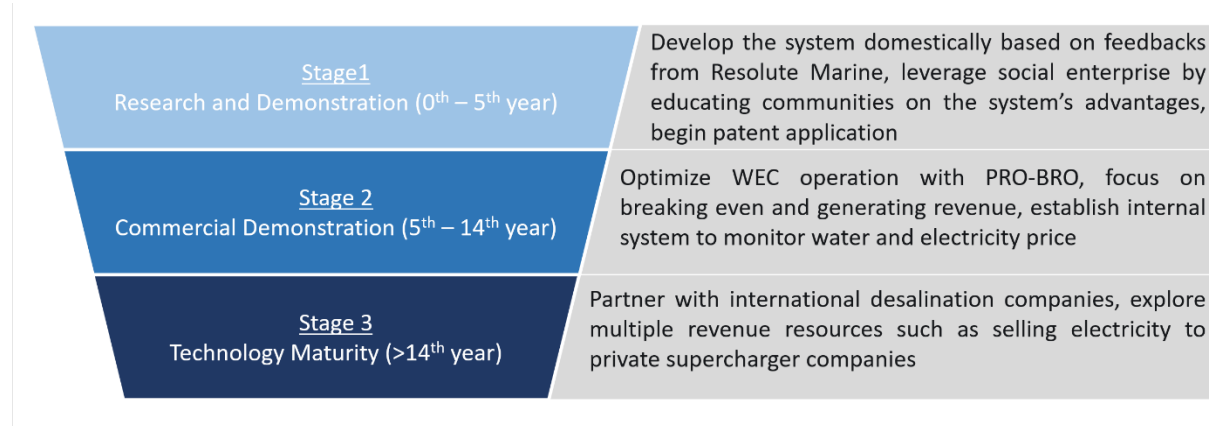 Stage1
Research and Demonstration (0th – 5th year)
Develop the system domestically based on feedbacks
from Resolute Marine, leverage social enterprise by
educating communities on the system's advantages,
begin patent application
Stage 2
Commercial Demonstration (5th – 14th year)
Optimize WEC operation with PRO-BRO, focus on
breaking even and generating revenue, establish internal
system to monitor water and electricity price
Stage 3
Technology Maturity (>14th year)
Partner with international desalination companies, explore
multiple revenue resources such as selling electricity to
private supercharger companies